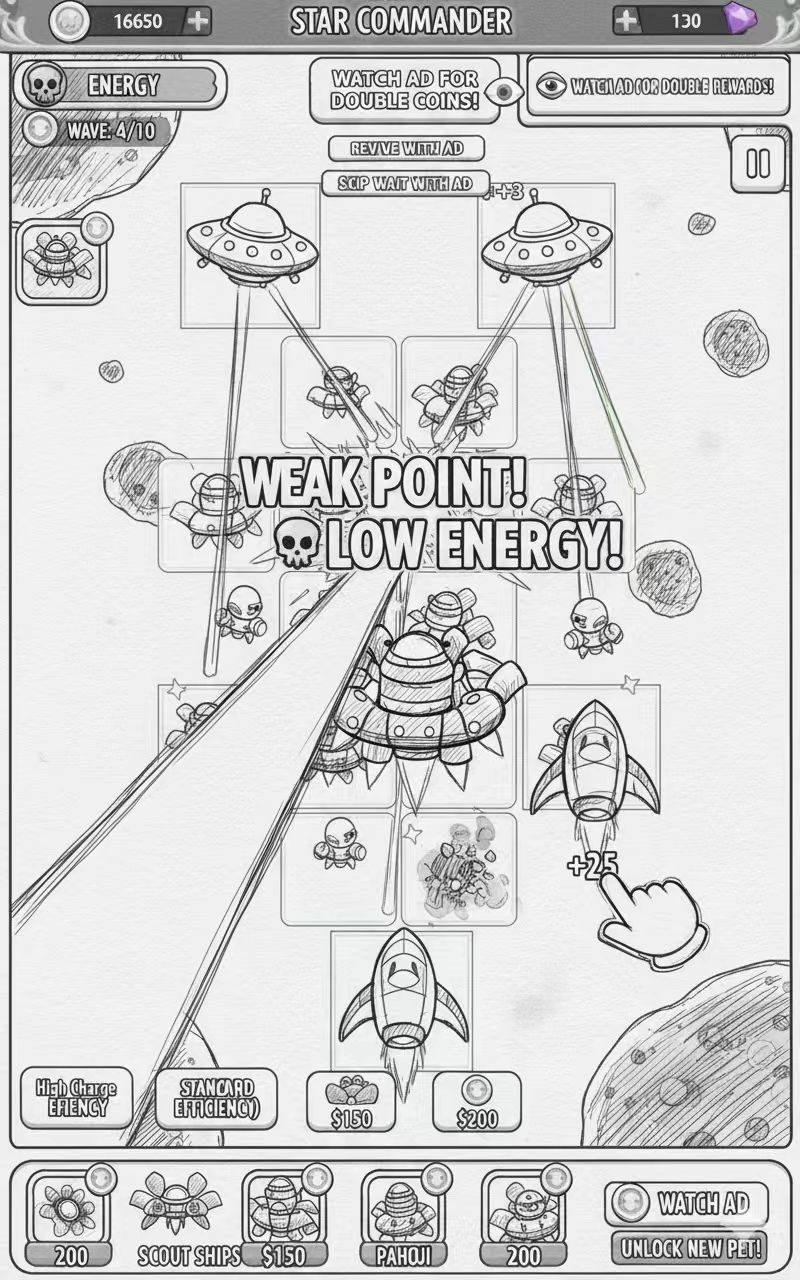 16650
STAR COMMANDER
130
ENERGY
WATCH AD FOR
DOUBLE COINS!
WATCH AD OOR DOUBLE REWARDS!
WAVE: 4/10
REVIVE WITH AD
SCIP WAIT WITH AD
+3
WEAK POINT!
LOW ENERGY!
+25
High Charge
EFIENCY
STANCARD
EFFICIENCY)
$150
$200
200
SCOUT SHIPS
$150
PAHOJI
200
WATCH AD
UNLOCK NEW PET!